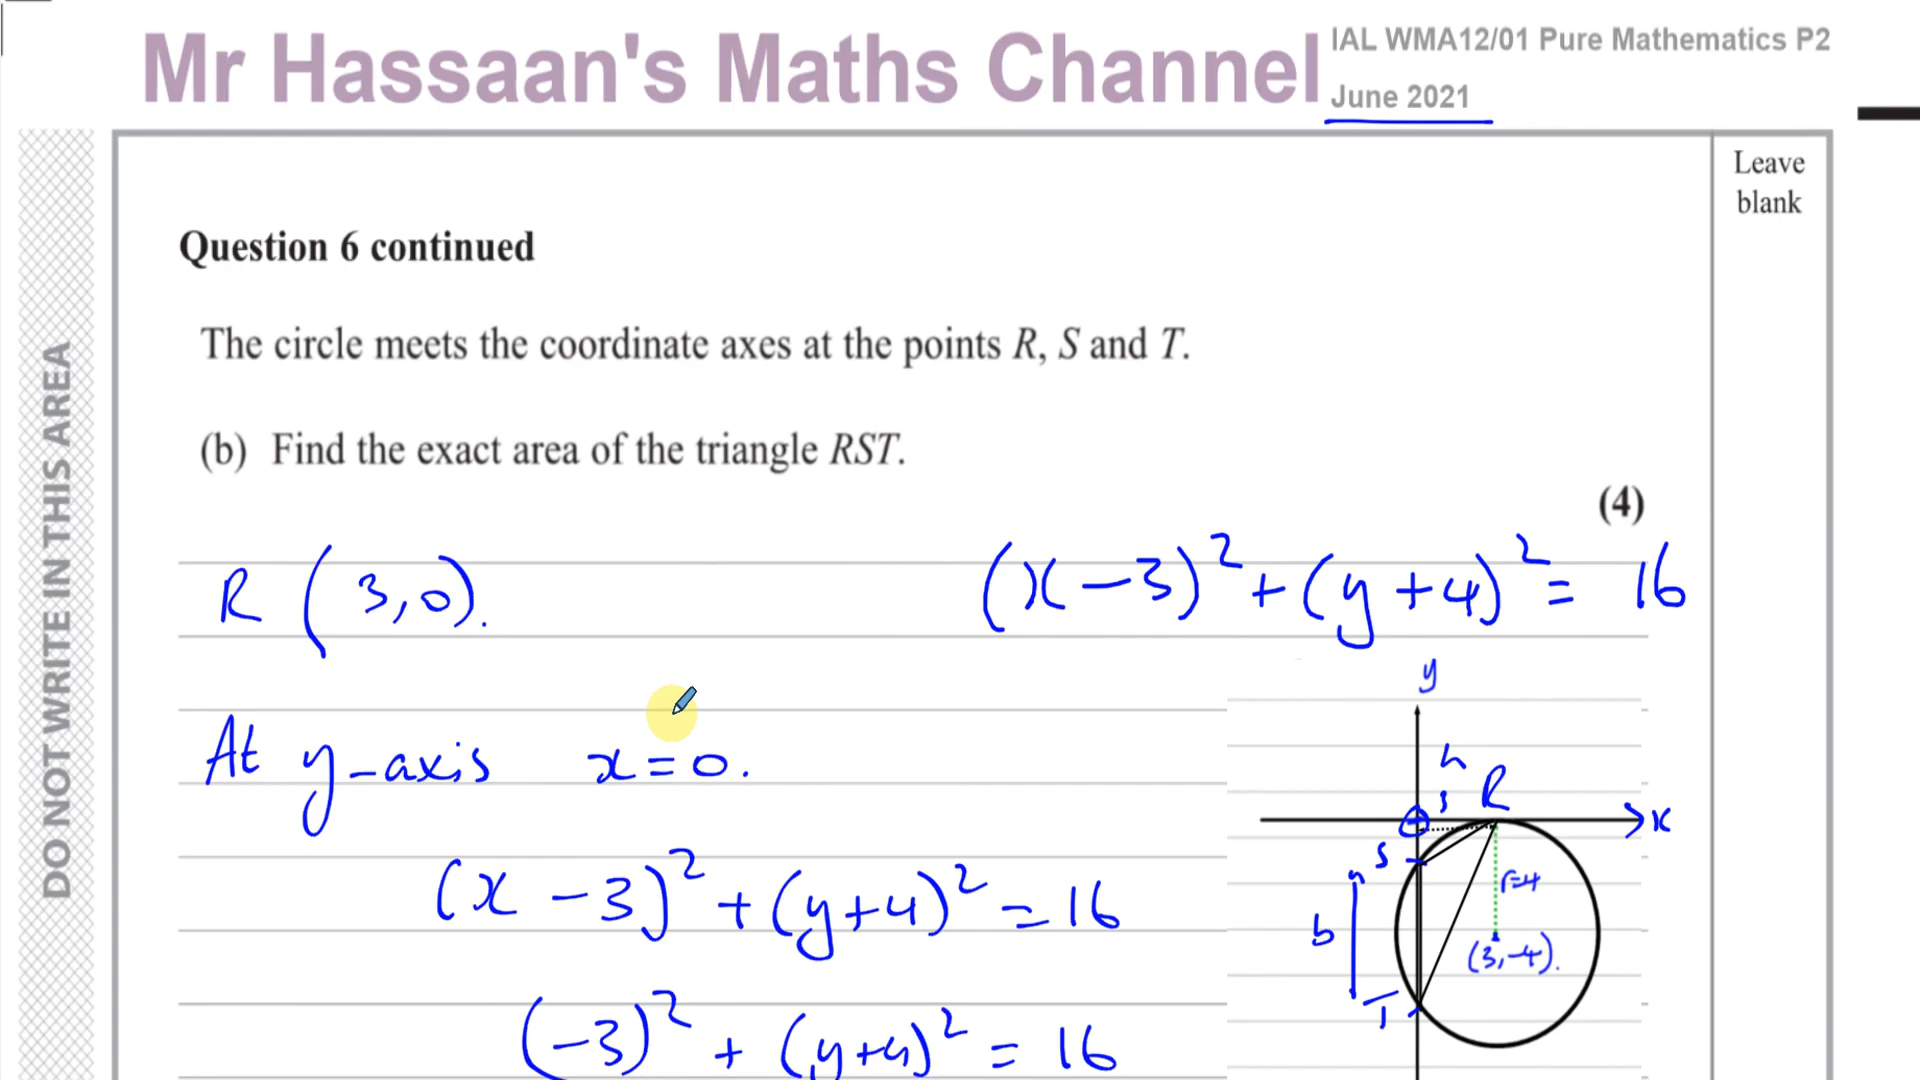 Mr Hassaan's Maths Channel
IAL WMA12/01 Pure Mathematics P2
June 2021
Leave
blank
DO NOT WRITE IN THIS AREA
Question 6 continued
The circle meets the coordinate axes at the points R, S and T.
(b) Find the exact area of the triangle RST.
(4)
R (3,0).
(x-3)²+(y+4)²= 16
At y-axis x=0.
(x-3)²+(y+4)²=16
(-3)² + (y+4)² = 16
y
h
R
x
S
r=4
b
(3,-4).
T